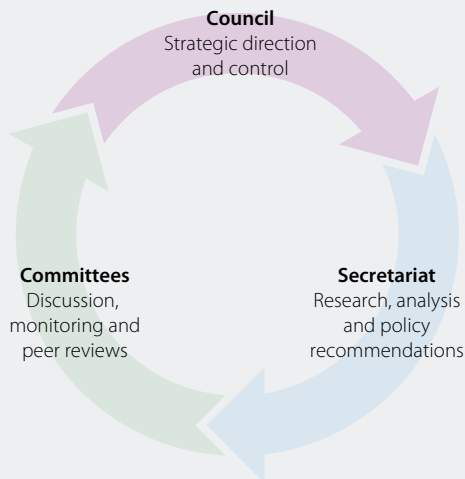 Council
Strategic direction
and control
Committees
Discussion,
monitoring and
peer reviews
Secretariat
Research, analysis
and policy
recommendations